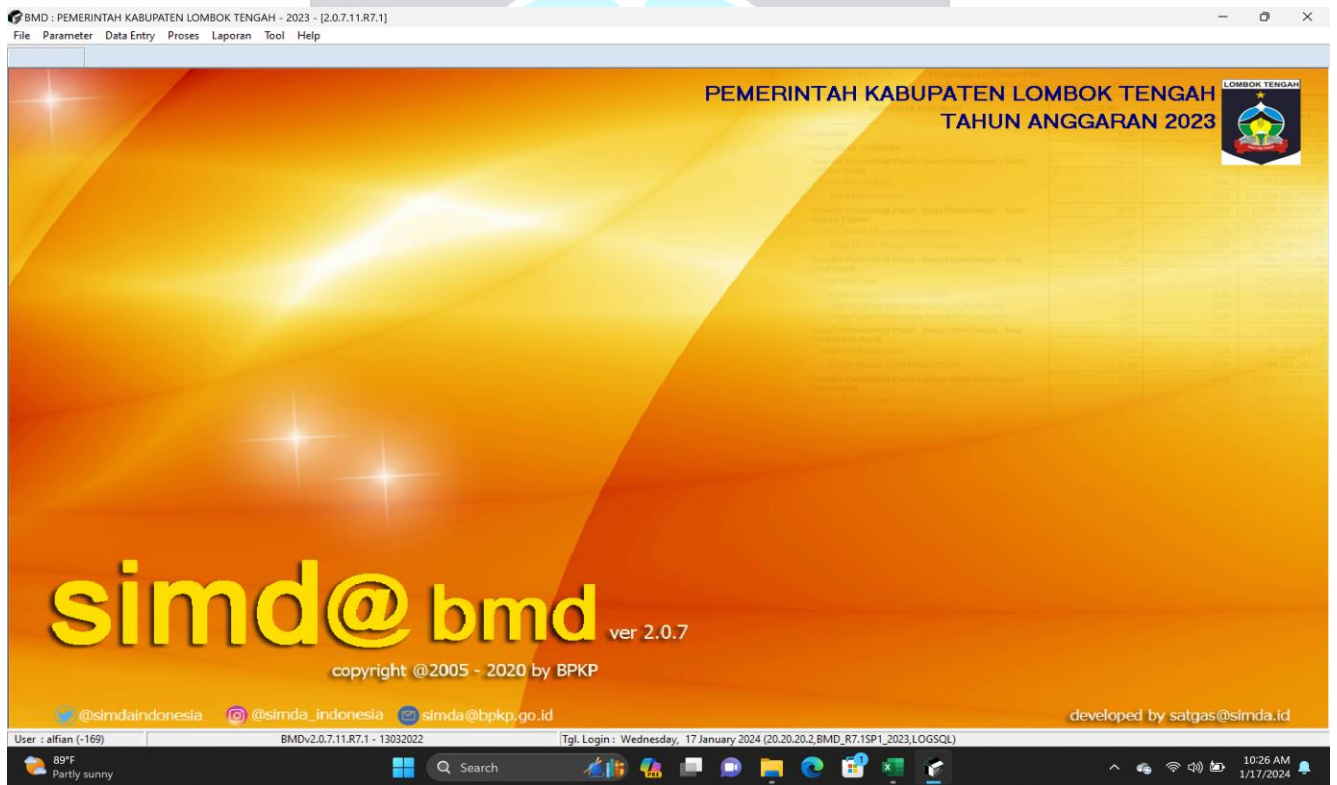 BMD : PEMERINTAH KABUPATEN LOMBOK TENGAH - 2023 - [2.0.7.11.R7.1]
File Parameter Data Entry Proses Laporan Tool Help
PEMERINTAH KABUPATEN LOMBOK TENGAH
TAHUN ANGGARAN 2023
LOMBOK TENGAH
simd@ bmd ver 2.0.7
copyright @2005 - 2020 by BPKP
@simdaindonesia @simda_indonesia simda@bpkp.go.id
developed by satgas@simda.id
User : alfian (-169) BMDv2.0.7.11.R7.1 - 13032022 Tgl. Login : Wednesday, 17 January 2024 (20.20.20.2,BMD_R7.1SP1_2023,LOGSQL)
89°F
Partly sunny
Search
10:26 AM
1/17/2024